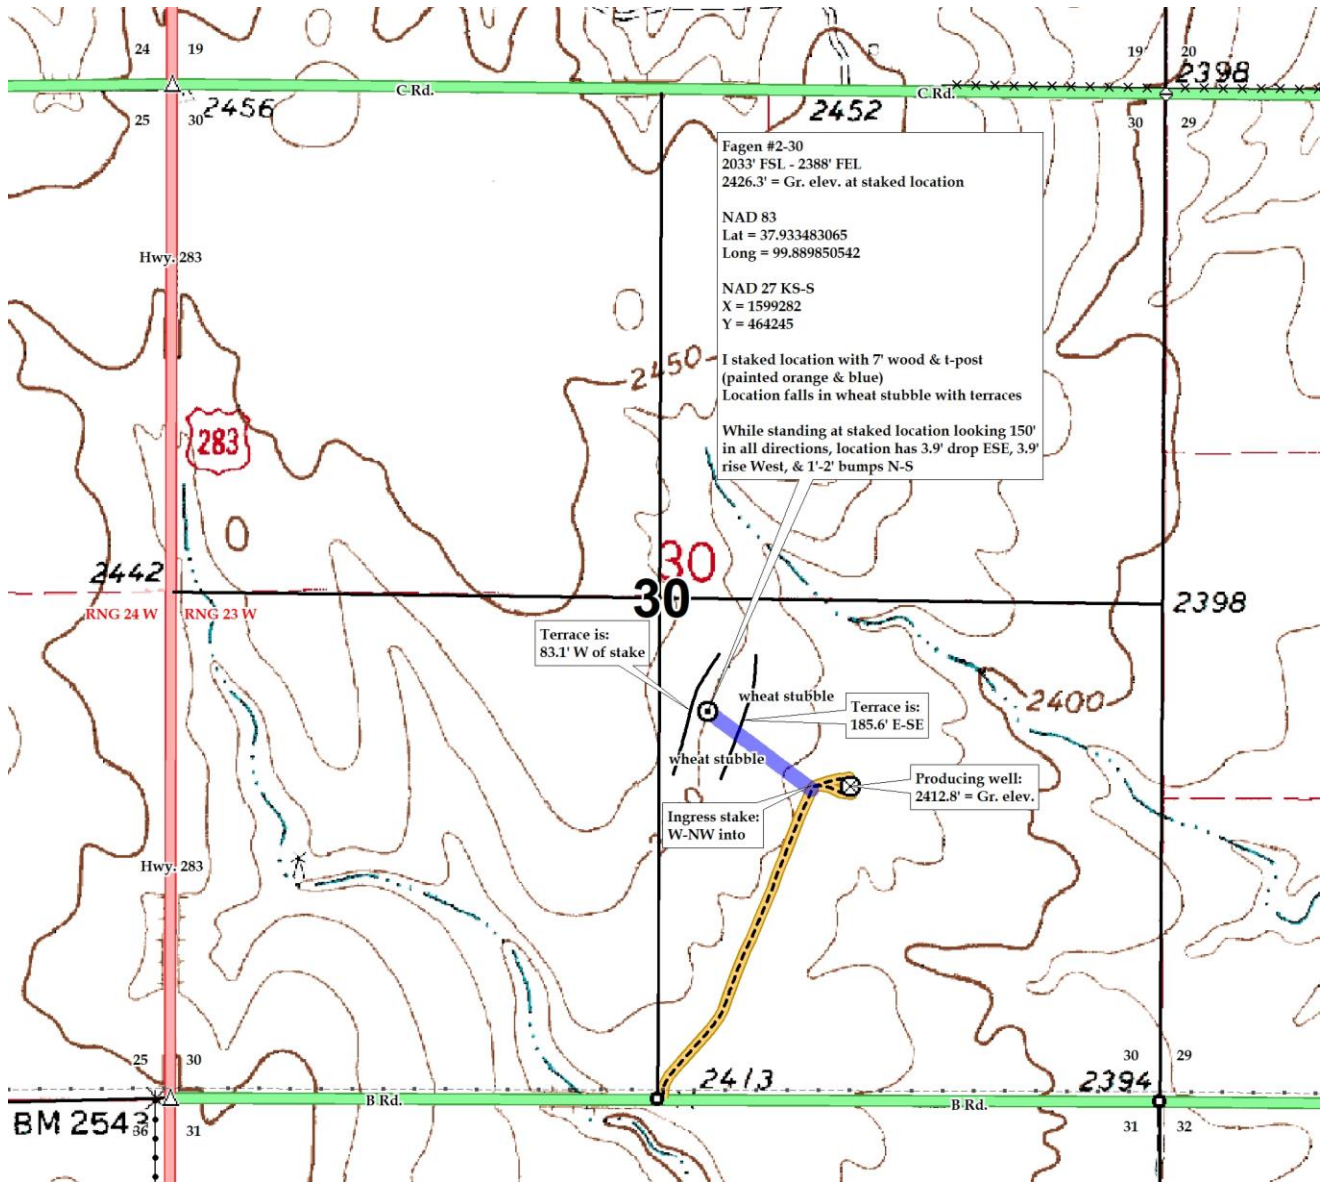 24 19
19 20
2398
C Rd.
C Rd.
2456
2452
25 30
30 29
Fagen #2-30
2033' FSL - 2388' FEL
2426.3' = Gr. elev. at staked location
NAD 83
Lat = 37.933483065
Long = 99.889850542
NAD 27 KS-S
X = 1599282
Y = 464245
I staked location with 7' wood & t-post
(painted orange & blue)
Location falls in wheat stubble with terraces
While standing at staked location looking 150'
in all directions, location has 3.9' drop ESE, 3.9'
rise West, & 1'-2' bumps N-S
Hwy. 283
2450
283
30
2442
30
2398
RNG 24 W RNG 23 W
Terrace is:
83.1' W of stake
wheat stubble
2400
Terrace is:
185.6' E-SE
wheat stubble
Producing well:
2412.8' = Gr. elev.
Ingress stake:
W-NW into
Hwy. 283
25 30
30 29
2413
2394
B Rd.
B Rd.
BM 2543
36 31
31 32